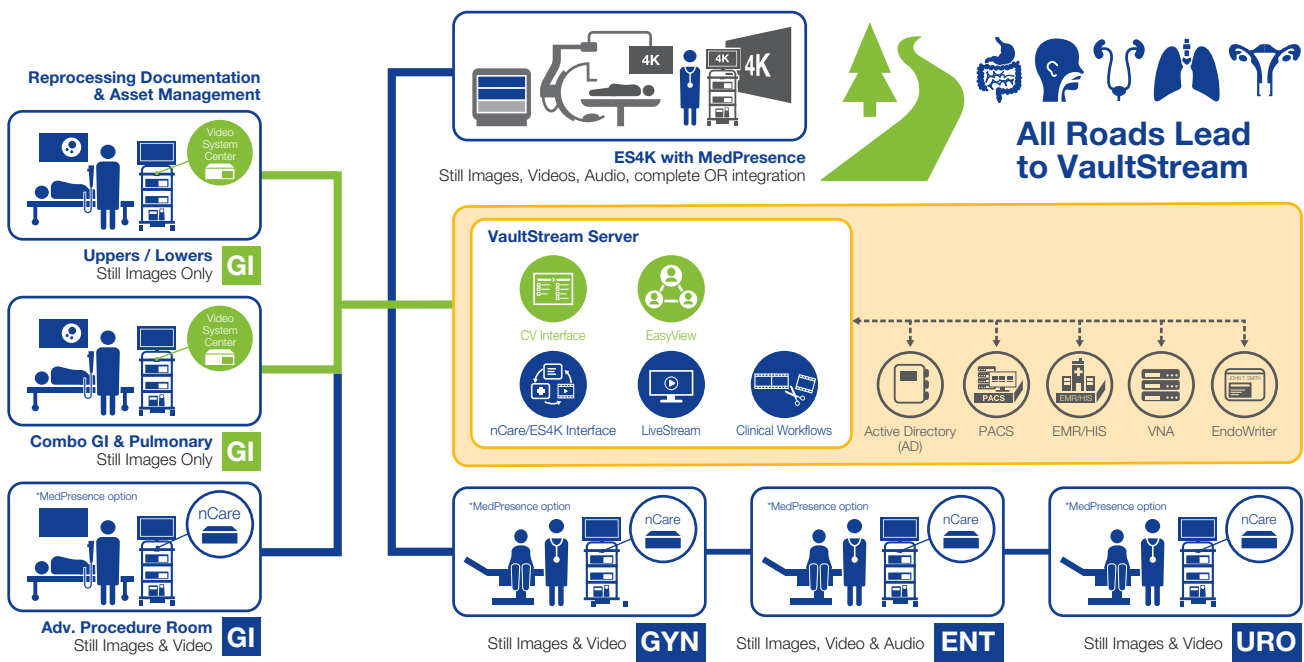 Reprocessing Documentation
& Asset Management
Video
System
Center
Uppers / Lowers
Still Images Only
GI
Video
System
Center
Combo GI & Pulmonary
Still Images Only
GI
*MedPresence option
nCare
Adv. Procedure Room
Still Images & Video
GI
4K
4K
4K
ES4K with MedPresence
Still Images, Videos, Audio, complete OR integration
All Roads Lead
to VaultStream
VaultStream Server
CV Interface
EasyView
nCare/ES4K Interface
LiveStream
Clinical Workflows
Active Directory
(AD)
PACS
PACS
EMR/HIS
EMR/HIS
VNA
JOHN T. SMITH
EndoWriter
*MedPresence option
nCare
Still Images & Video
GYN
*MedPresence option
nCare
Still Images, Video & Audio
ENT
*MedPresence option
nCare
Still Images & Video
URO